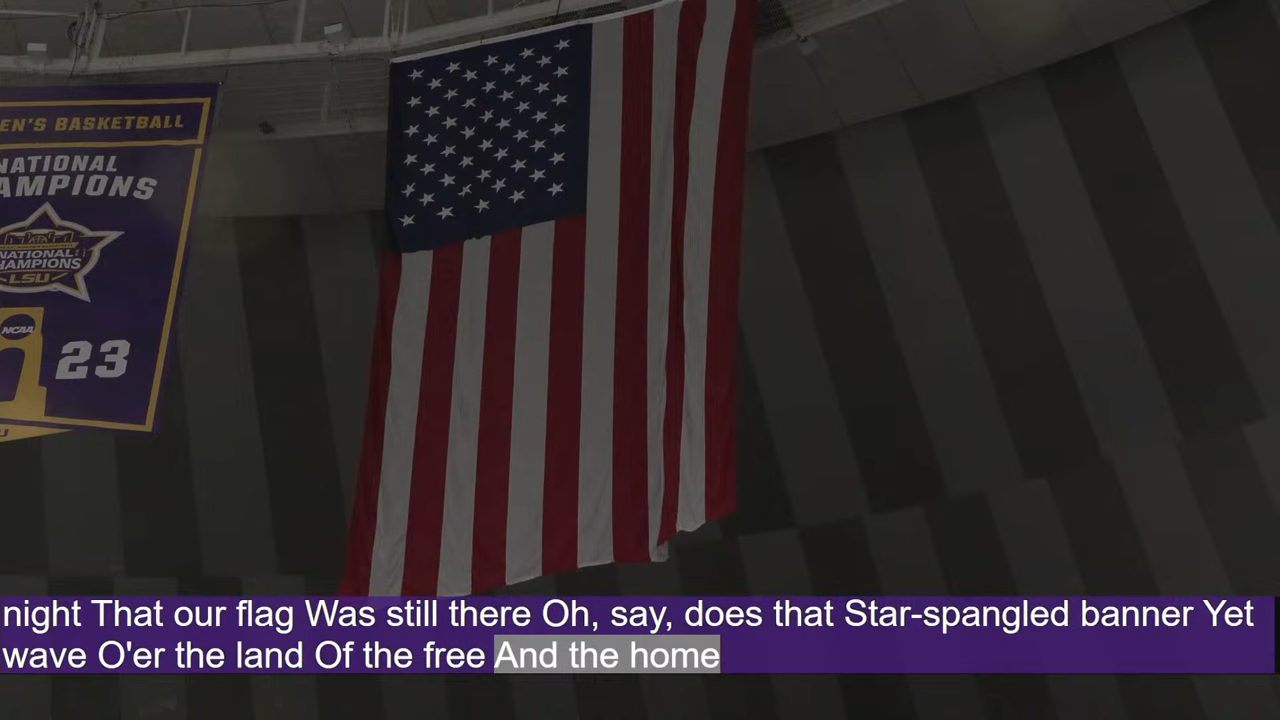 EN'S BASKETBALL
NATIONAL
AMPIONS
NATIONAL
CHAMPIONS
LSU
NCAA
23
night That our flag Was still there Oh, say, does that Star-spangled banner Yet
wave O'er the land Of the free And the home